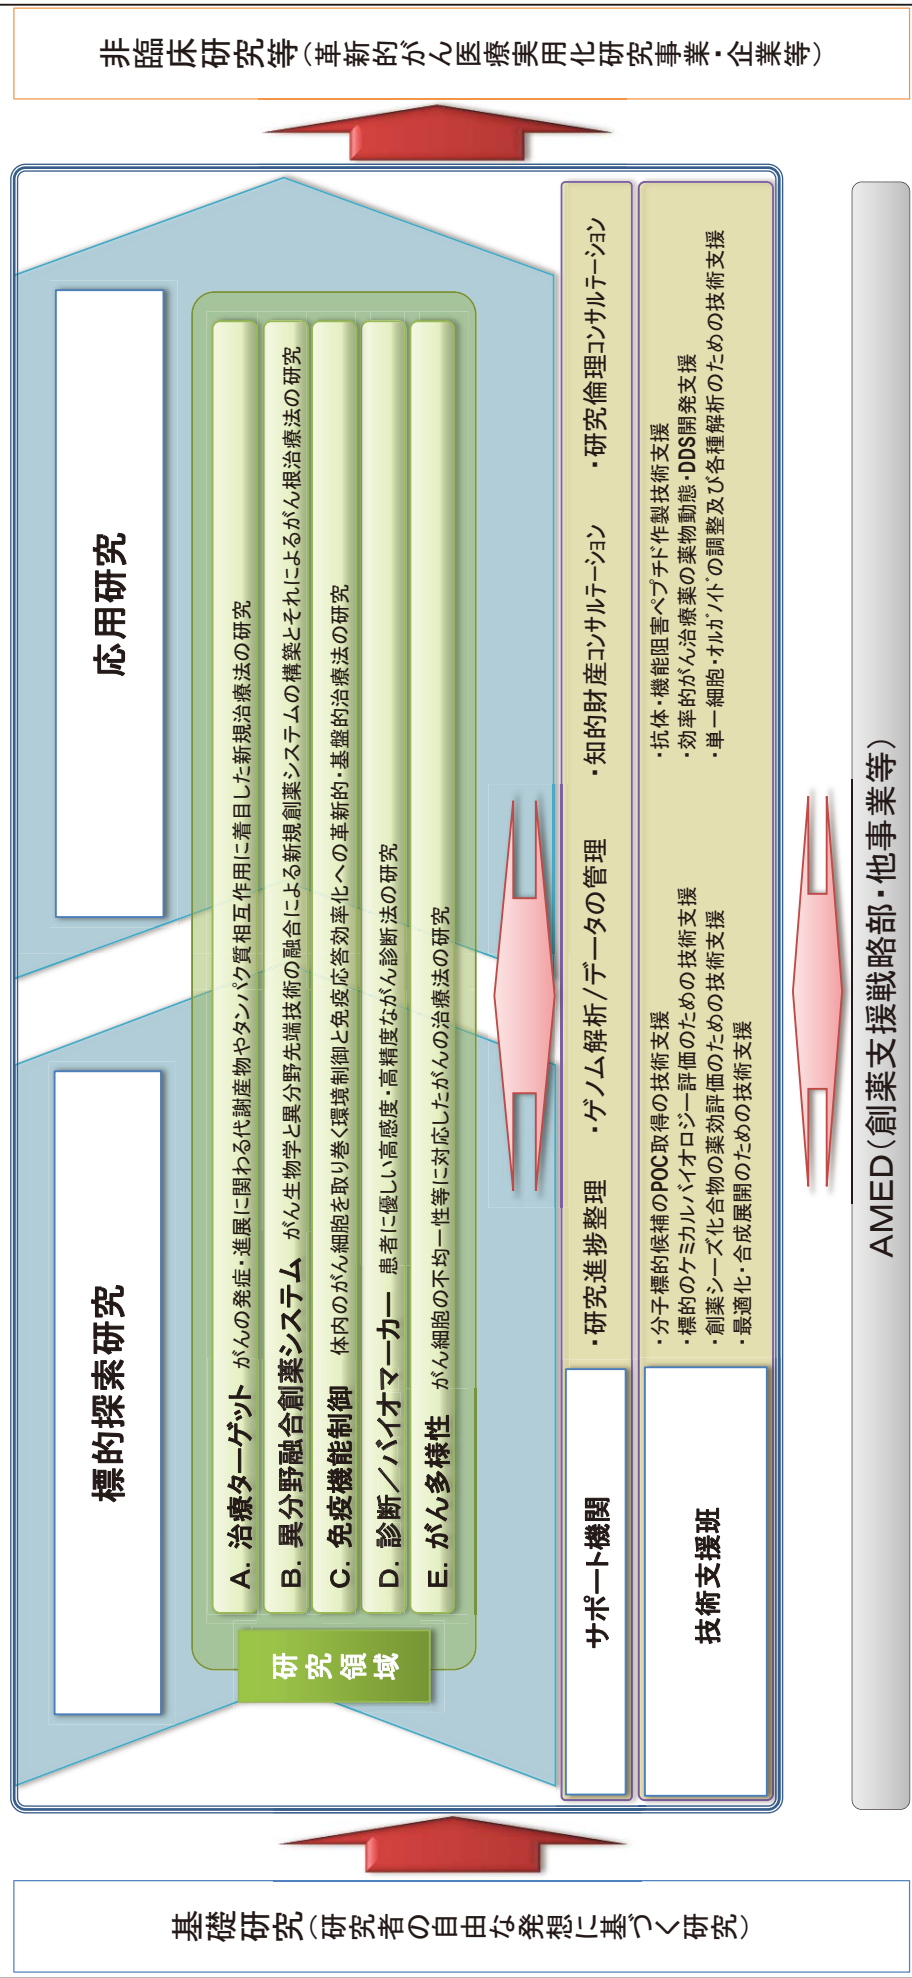 基礎研究(研究者の自由な発想に基づく研究)
標的探索研究
応用研究
研究
領域
A. 治療ターゲット がんの発症・進展に関わる代謝産物やタンパク質相互作用に着目した新規治療法の研究
B. 異分野融合創薬システム がん生物学と異分野先端技術の融合による新規創薬システムの構築とそれによるがん根治療法の研究
C. 免疫機能制御 体内のがん細胞を取り巻く環境制御と免疫応答効率化への革新的・基盤的治療法の研究
D. 診断/バイオマーカー 患者に優しい高感度・高精度ながん診断法の研究
E. がん多様性 がん細胞の不均一性等に対応したがんの治療法の研究
サポート機関
・研究進捗整理 ・ゲノム解析/データの管理 ・知的財産コンサルテーション ・研究倫理コンサルテーション
技術支援班
・分子標的候補のPOC取得の技術支援
・標的のケミカルバイオロジー評価のための技術支援
・創薬シーズ化合物の薬効評価のための技術支援
・最適化・合成展開のための技術支援
・抗体・機能阻害ペプチド作製技術支援
・効率的がん治療薬の薬物動態・DDS開発支援
・単一細胞・オルガノイドの調整及び各種解析のための技術支援
AMED(創薬支援戦略部・他事業等)
非臨床研究等(革新的がん医療実用化研究事業・企業等)